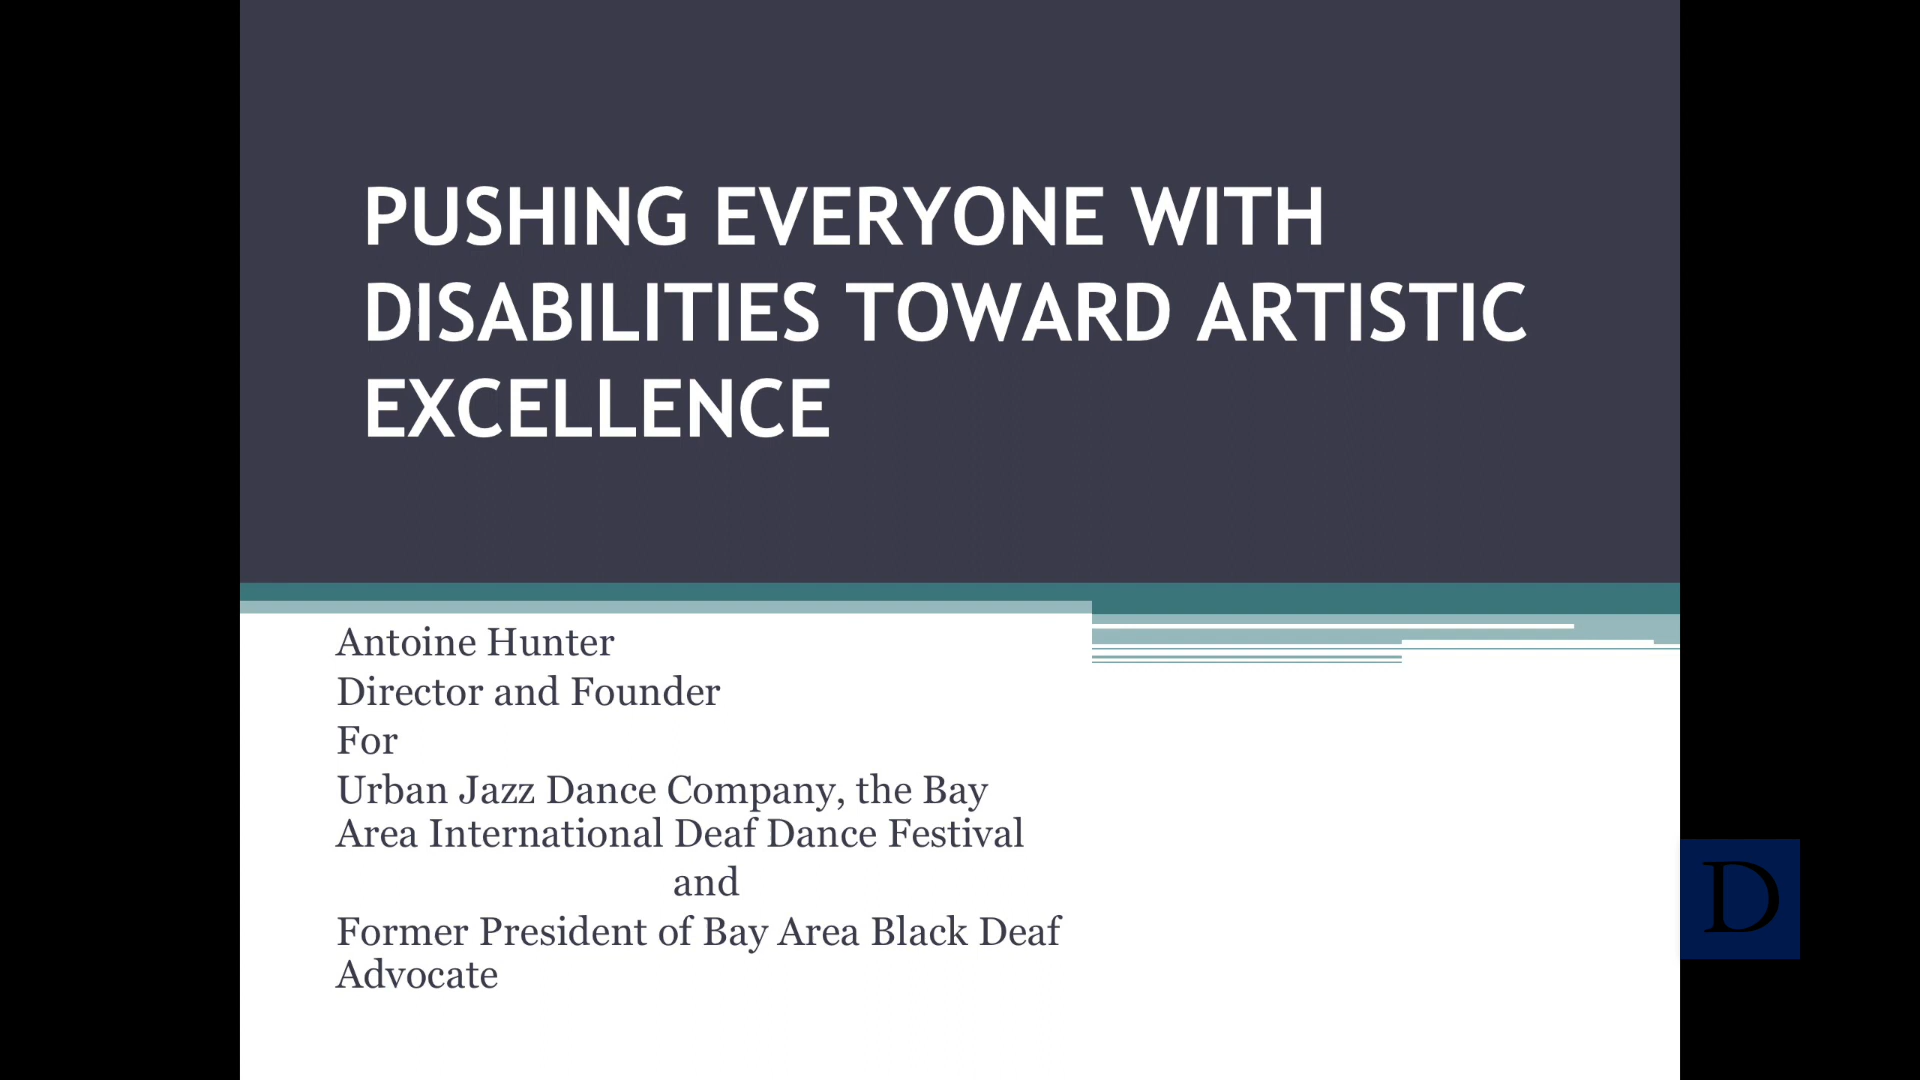 PUSHING EVERYONE WITH
DISABILITIES TOWARD ARTISTIC
EXCELLENCE
Antoine Hunter
Director and Founder
For
Urban Jazz Dance Company, the Bay
Area International Deaf Dance Festival
and
Former President of Bay Area Black Deaf
Advocate
D